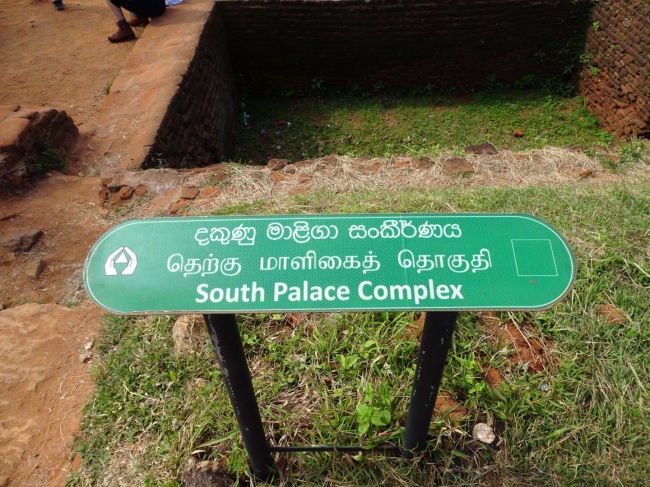 දකුණු මාළිගා සංකීර්ණය
தெற்கு மாளிகைத் தொகுதி
South Palace Complex